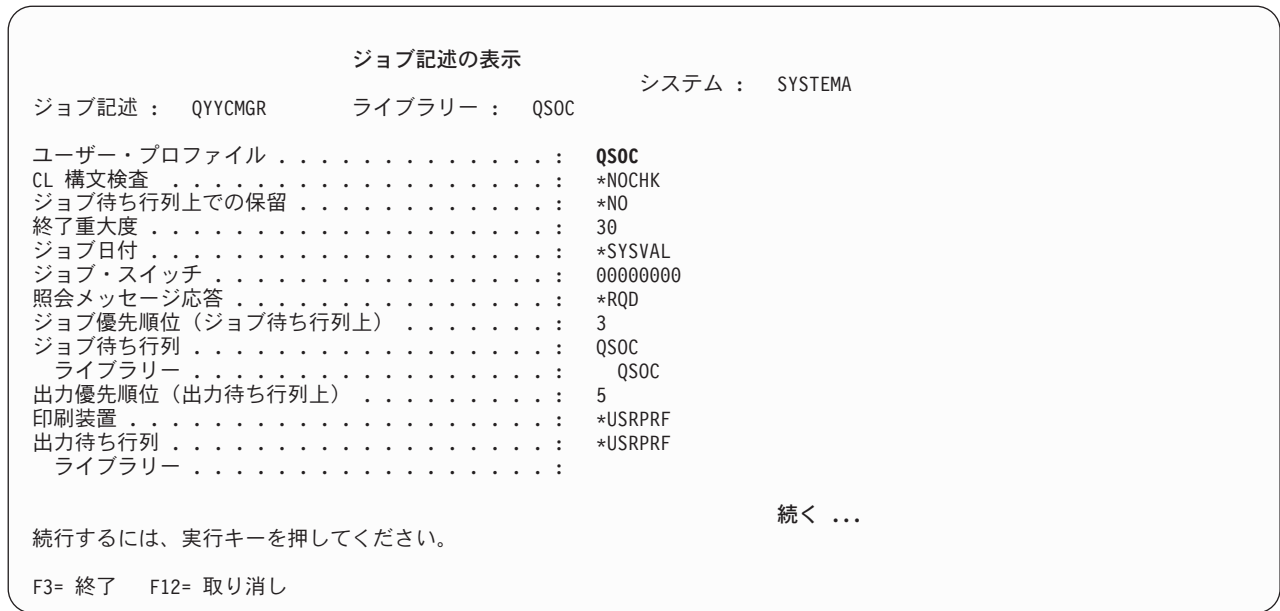 ジョブ記述の表示
システム : SYSTEMA
ジョブ記述 : QYYCMGR ライブラリー : QSOC
ユーザー・プロファイル . . . . . . . . . . . . . : QSOC
CL 構文検査 . . . . . . . . . . . . . . . . . . : *NOCHK
ジョブ待ち行列上での保留 . . . . . . . . . . . . : *NO
終了重大度 . . . . . . . . . . . . . . . . . . . : 30
ジョブ日付 . . . . . . . . . . . . . . . . . . . : *SYSVAL
ジョブ・スイッチ . . . . . . . . . . . . . . . . : 00000000
照会メッセージ応答 . . . . . . . . . . . . . . . : *RQD
ジョブ優先順位（ジョブ待ち行列上） . . . . . . . : 3
ジョブ待ち行列 . . . . . . . . . . . . . . . . . : QSOC
ライブラリー . . . . . . . . . . . . . . . . . : QSOC
出力優先順位（出力待ち行列上） . . . . . . . . . : 5
印刷装置 . . . . . . . . . . . . . . . . . . . . : *USRPRF
出力待ち行列 . . . . . . . . . . . . . . . . . . : *USRPRF
ライブラリー . . . . . . . . . . . . . . . . . :
続く ...
続行するには、実行キーを押してください。
F3= 終了 F12= 取り消し